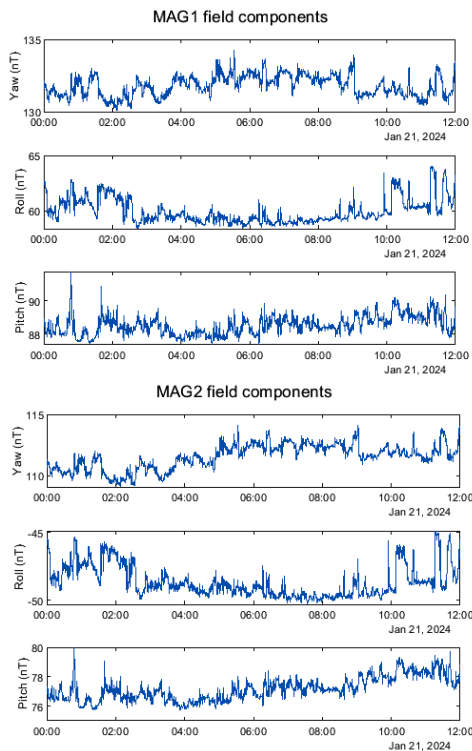 MAG1 field components
135
Yaw (nT)
130
00:00 02:00 04:00 06:00 08:00 10:00 12:00
Jan 21, 2024
65
Roll (nT)
60
00:00 02:00 04:00 06:00 08:00 10:00 12:00
Jan 21, 2024
90
Pitch (nT)
88
00:00 02:00 04:00 06:00 08:00 10:00 12:00
Jan 21, 2024
MAG2 field components
115
Yaw (nT)
110
00:00 02:00 04:00 06:00 08:00 10:00 12:00
Jan 21, 2024
-45
Roll (nT)
-50
00:00 02:00 04:00 06:00 08:00 10:00 12:00
Jan 21, 2024
80
Pitch (nT)
78
76
00:00 02:00 04:00 06:00 08:00 10:00 12:00
Jan 21, 2024